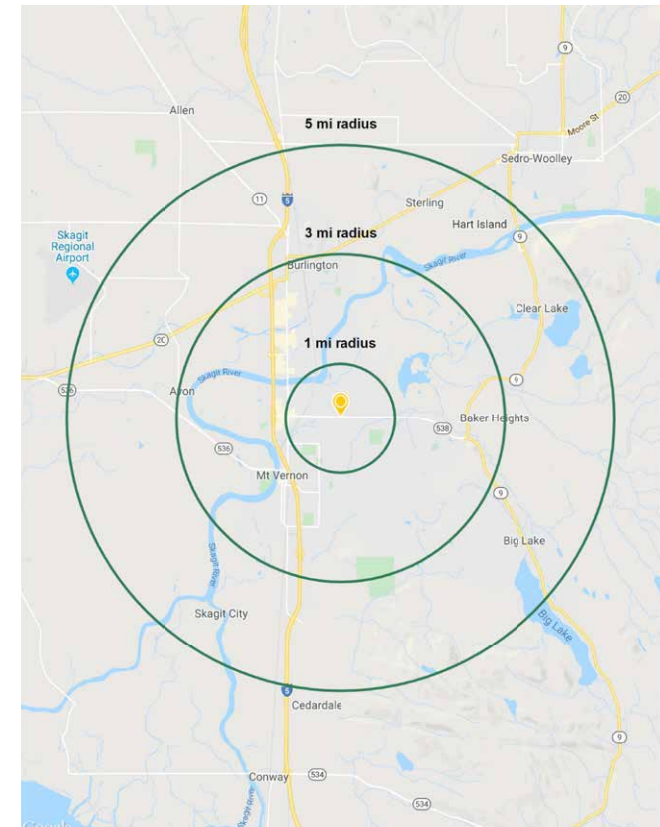 9
20
Allen
5 mi radius
Moore St
Sedro-Woolley
11
5
Sterling
Hart Island
Skagit
Regional
Airport
3 mi radius
9
Burlington
Skagit River
Clear Lake
20
1 mi radius
Skagit River
9
536
Avon
Baker Heights
538
536
Mt Vernon
9
Big Lake
Skagit River
Skagit City
Big Lake
5
Cedardale
9
Conway
534
534
Skagit River